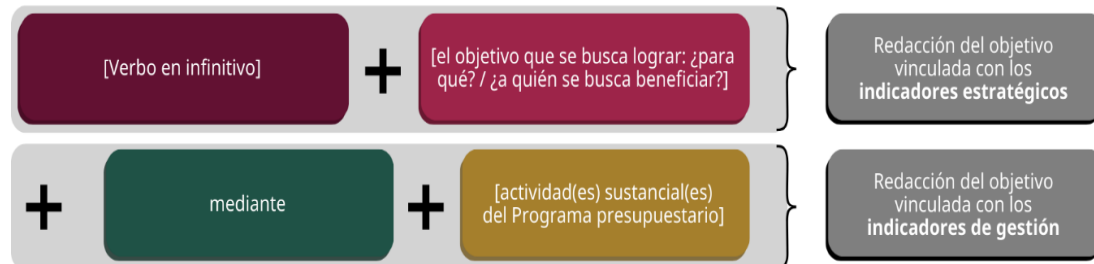 [Verbo en infinitivo]
+
[el objetivo que se busca lograr: ¿para
qué? / ¿a quién se busca beneficiar?]
Redacción del objetivo
vinculada con los
indicadores estratégicos
+
mediante
+
[actividad(es) sustancial(es)
del Programa presupuestario]
Redacción del objetivo
vinculada con los
indicadores de gestión